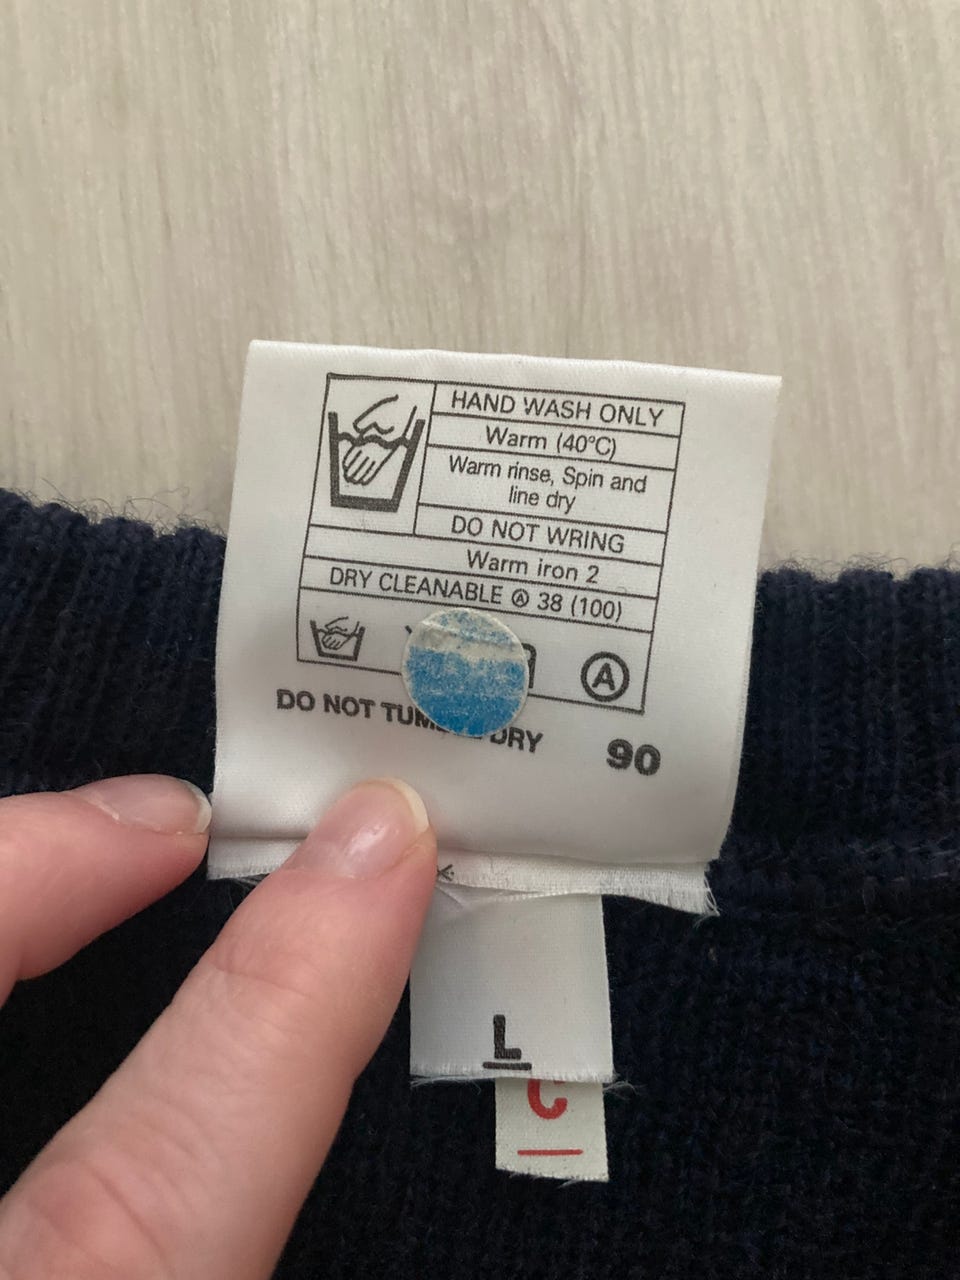 HAND WASH ONLY
Warm (40°C)
Warm rinse, Spin and
line dry
DO NOT WRING
Warm iron 2
DRY CLEANABLE Ⓐ 38 (100)
Ⓐ
DO NOT DRY
90
L